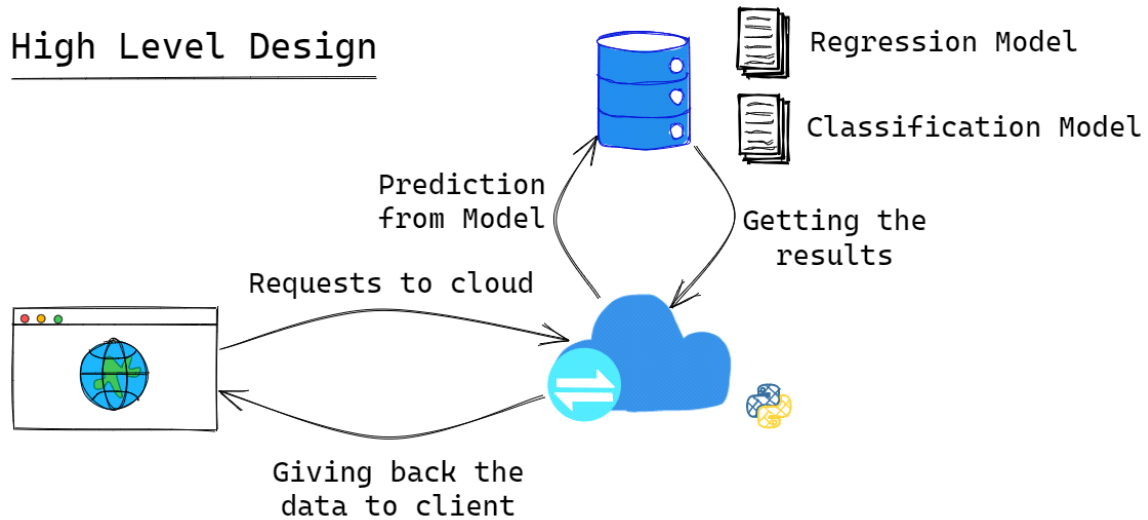 High Level Design
Regression Model
Classification Model
Prediction
from Model
Getting the
results
Requests to cloud
Giving back the
data to client